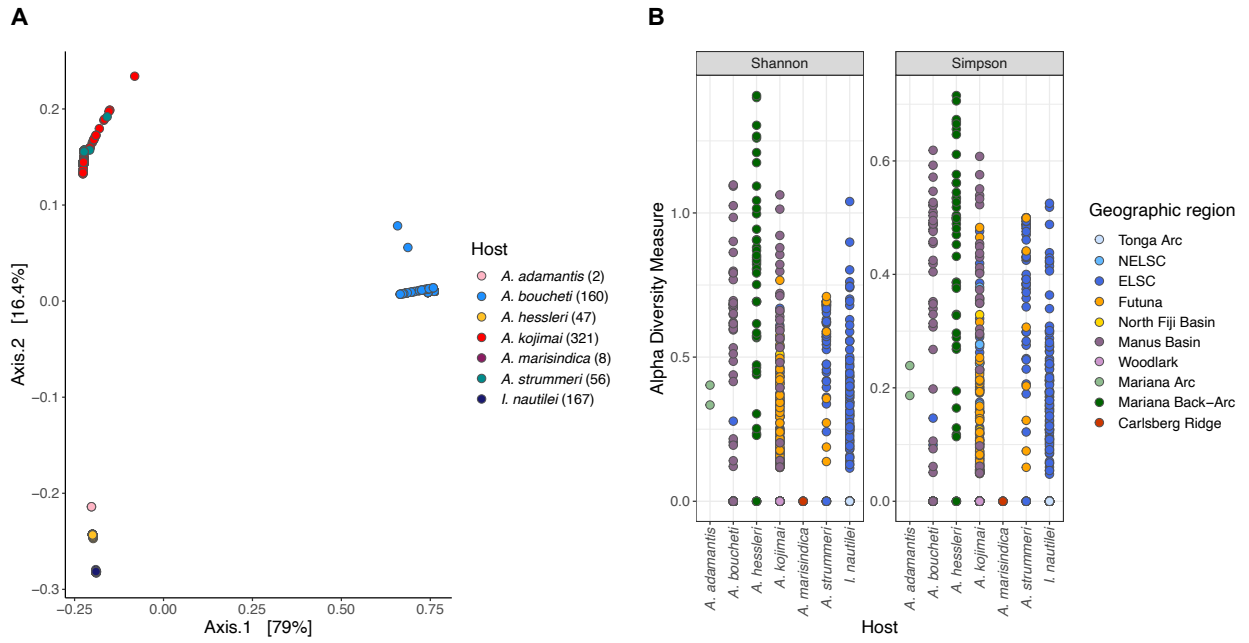 A
Axis.2 [16.4%]
0.2
0.1
0.0
−0.1
−0.2
−0.3
−0.25
0.00
0.25
0.50
0.75
Axis.1 [79%]
Host
A. adamantis (2)
A. boucheti (160)
A. hessleri (47)
A. kojimai (321)
A. marisindica (8)
A. strummeri (56)
I. nautilei (167)
B
Shannon
Simpson
Alpha Diversity Measure
1.0
0.5
0.0
0.6
0.4
0.2
0.0
A. adamantis
A. boucheti
A. hessleri
A. kojimai
A. marisindica
A. strummeri
I. nautilei
A. adamantis
A. boucheti
A. hessleri
A. kojimai
A. marisindica
A. strummeri
I. nautilei
Host
Geographic region
Tonga Arc
NELSC
ELSC
Futuna
North Fiji Basin
Manus Basin
Woodlark
Mariana Arc
Mariana Back−Arc
Carlsberg Ridge